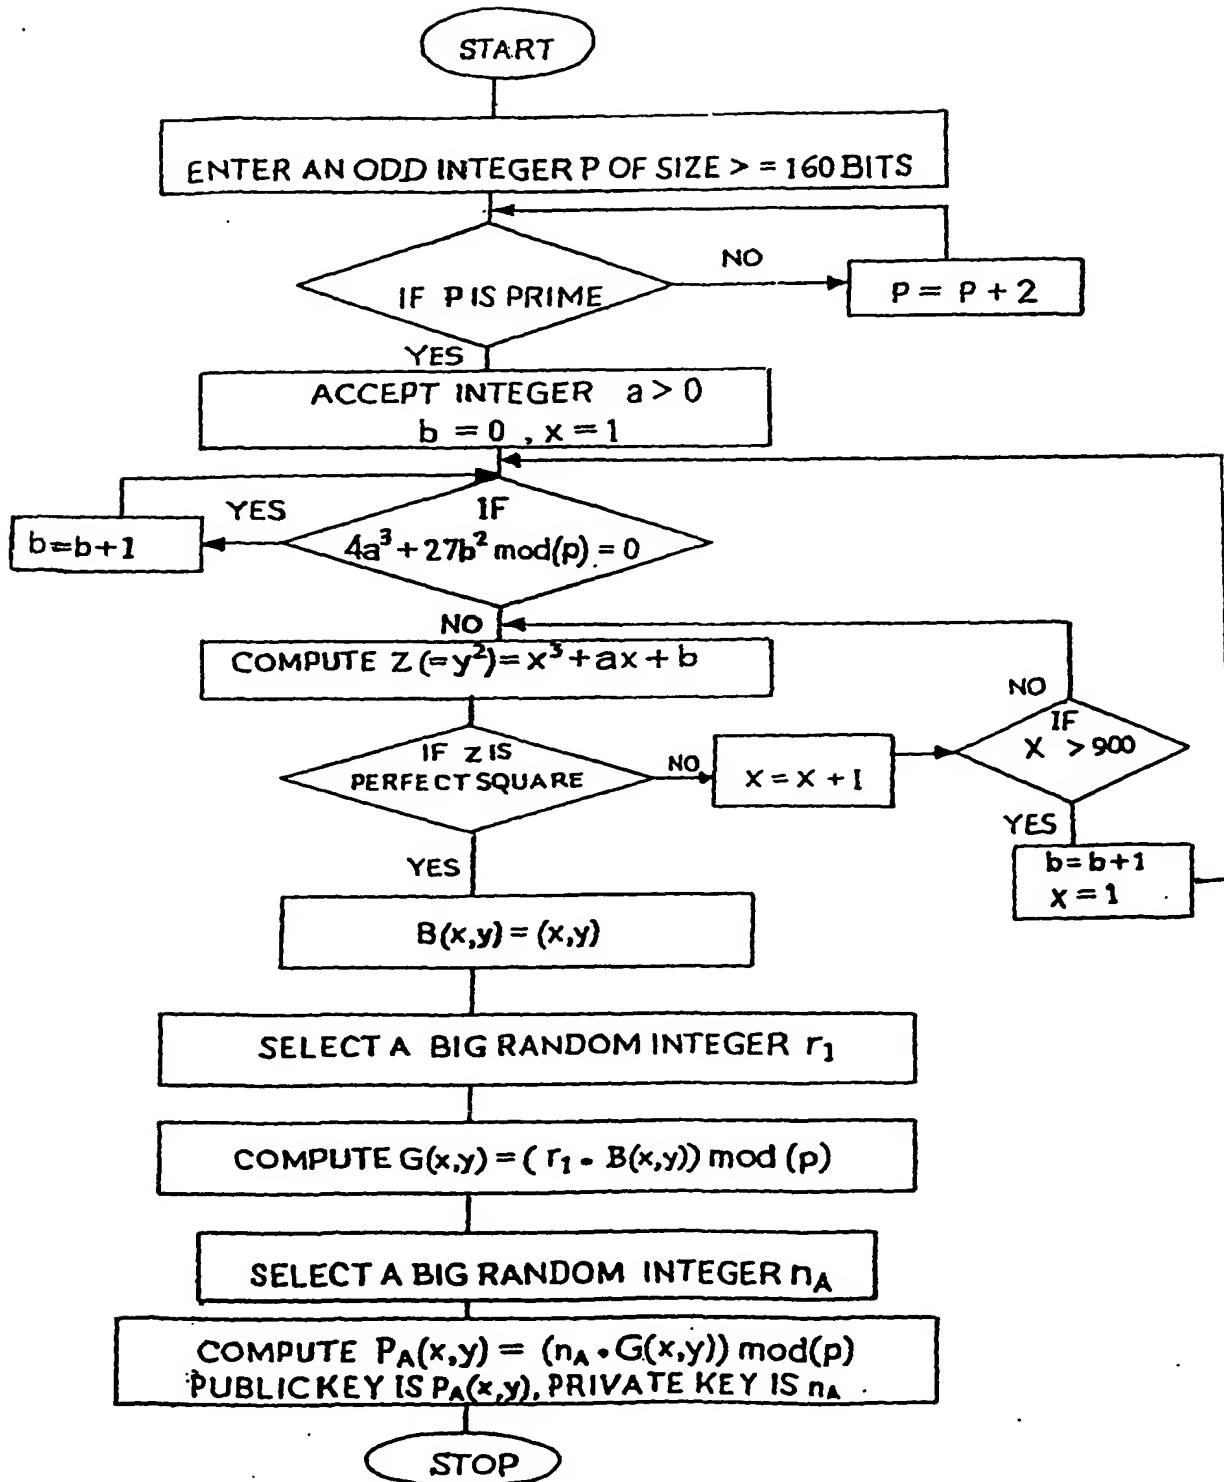 START
ENTER AN ODD INTEGER P OF SIZE > = 160 BITS
IF P IS PRIME
NO
P = P + 2
YES
ACCEPT INTEGER a > 0
b = 0 , x = 1
YES
b=b+1
IF
4a³ + 27b² mod(p) = 0
NO
COMPUTE Z (=y²) = x³ + ax + b
IF Z IS
PERFECT SQUARE
NO
X = X + 1
NO
IF
X > 900
YES
b=b+1
X = 1
YES
B(x,y) = (x,y)
SELECT A BIG RANDOM INTEGER r₁
COMPUTE G(x,y) = ( r₁ • B(x,y)) mod (p)
SELECT A BIG RANDOM INTEGER n_A
COMPUTE P_A(x,y) = (n_A • G(x,y)) mod(p)
PUBLIC KEY IS P_A(x,y), PRIVATE KEY IS n_A
STOP